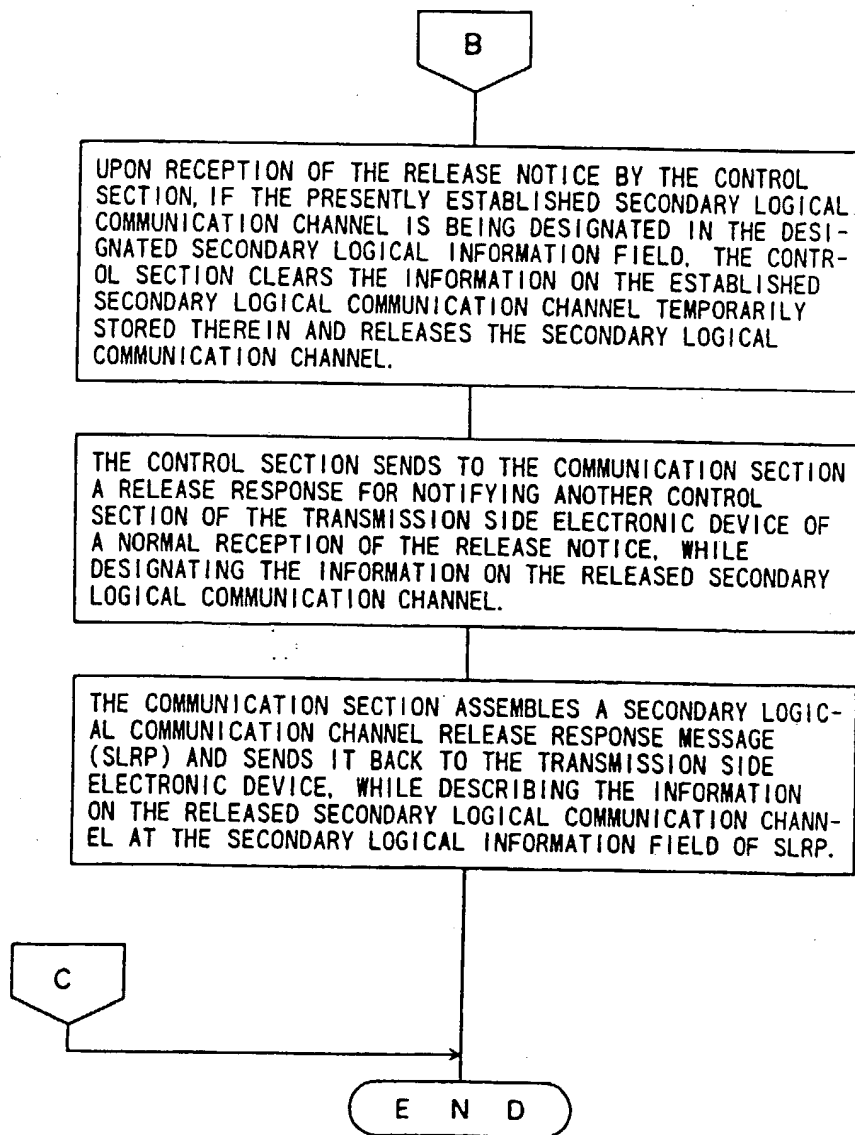 B
UPON RECEPTION OF THE RELEASE NOTICE BY THE CONTROL
SECTION, IF THE PRESENTLY ESTABLISHED SECONDARY LOGICAL
COMMUNICATION CHANNEL IS BEING DESIGNATED IN THE DESI-
GNATED SECONDARY LOGICAL INFORMATION FIELD, THE CONTR-
OL SECTION CLEARS THE INFORMATION ON THE ESTABLISHED
SECONDARY LOGICAL COMMUNICATION CHANNEL TEMPORARILY
STORED THEREIN AND RELEASES THE SECONDARY LOGICAL
COMMUNICATION CHANNEL.
THE CONTROL SECTION SENDS TO THE COMMUNICATION SECTION
A RELEASE RESPONSE FOR NOTIFYING ANOTHER CONTROL
SECTION OF THE TRANSMISSION SIDE ELECTRONIC DEVICE OF
A NORMAL RECEPTION OF THE RELEASE NOTICE, WHILE
DESIGNATING THE INFORMATION ON THE RELEASED SECONDARY
LOGICAL COMMUNICATION CHANNEL.
THE COMMUNICATION SECTION ASSEMBLES A SECONDARY LOGIC-
AL COMMUNICATION CHANNEL RELEASE RESPONSE MESSAGE
(SLRP) AND SENDS IT BACK TO THE TRANSMISSION SIDE
ELECTRONIC DEVICE, WHILE DESCRIBING THE INFORMATION
ON THE RELEASED SECONDARY LOGICAL COMMUNICATION CHANN-
EL AT THE SECONDARY LOGICAL INFORMATION FIELD OF SLRP.
C
END